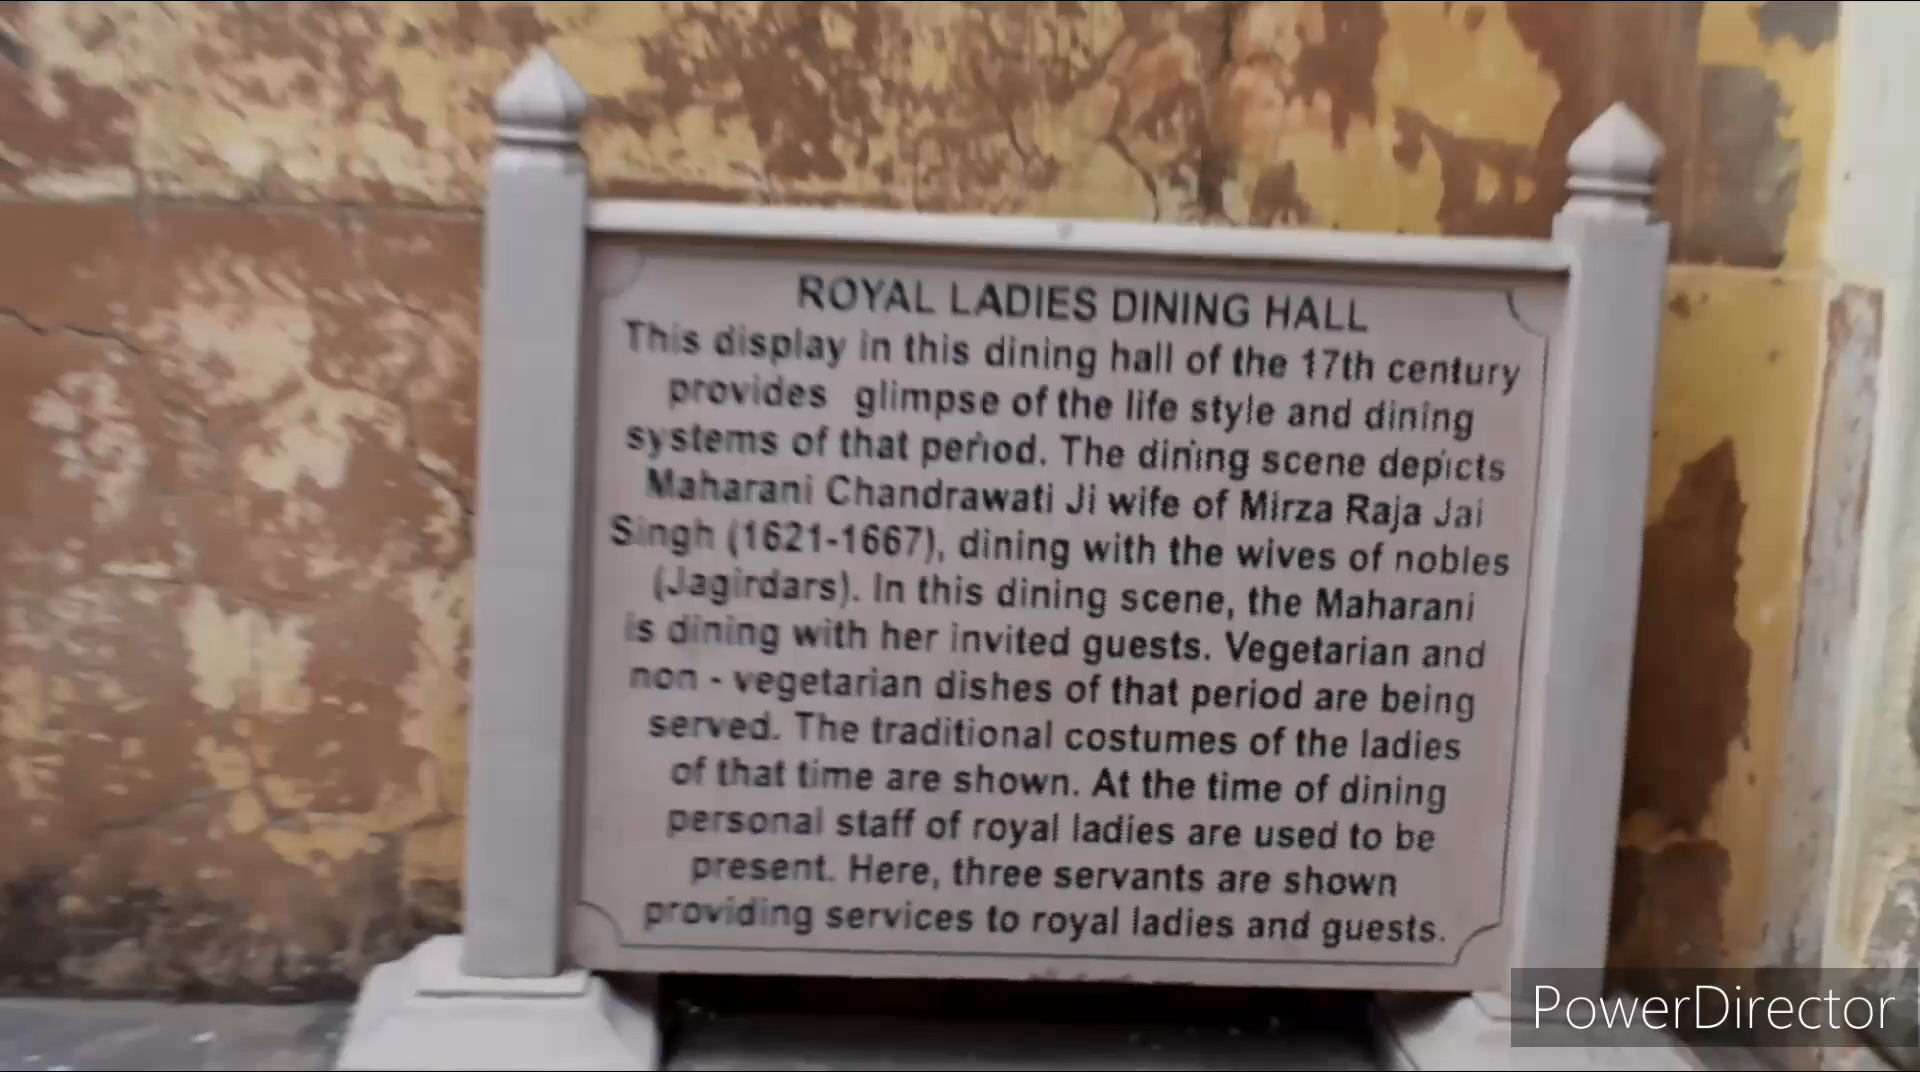 ROYAL LADIES DINING HALL
This display in this dining hall of the 17th century
provides glimpse of the life style and dining
systems of that period. The dining scene depicts
Maharani Chandrawati Ji wife of Mirza Raja Jai
Singh (1621-1667), dining with the wives of nobles
(Jagirdars). In this dining scene, the Maharani
is dining with her invited guests. Vegetarian and
non - vegetarian dishes of that period are being
served. The traditional costumes of the ladies
of that time are shown. At the time of dining
personal staff of royal ladies are used to be
present. Here, three servants are shown
providing services to royal ladies and guests.
PowerDirector